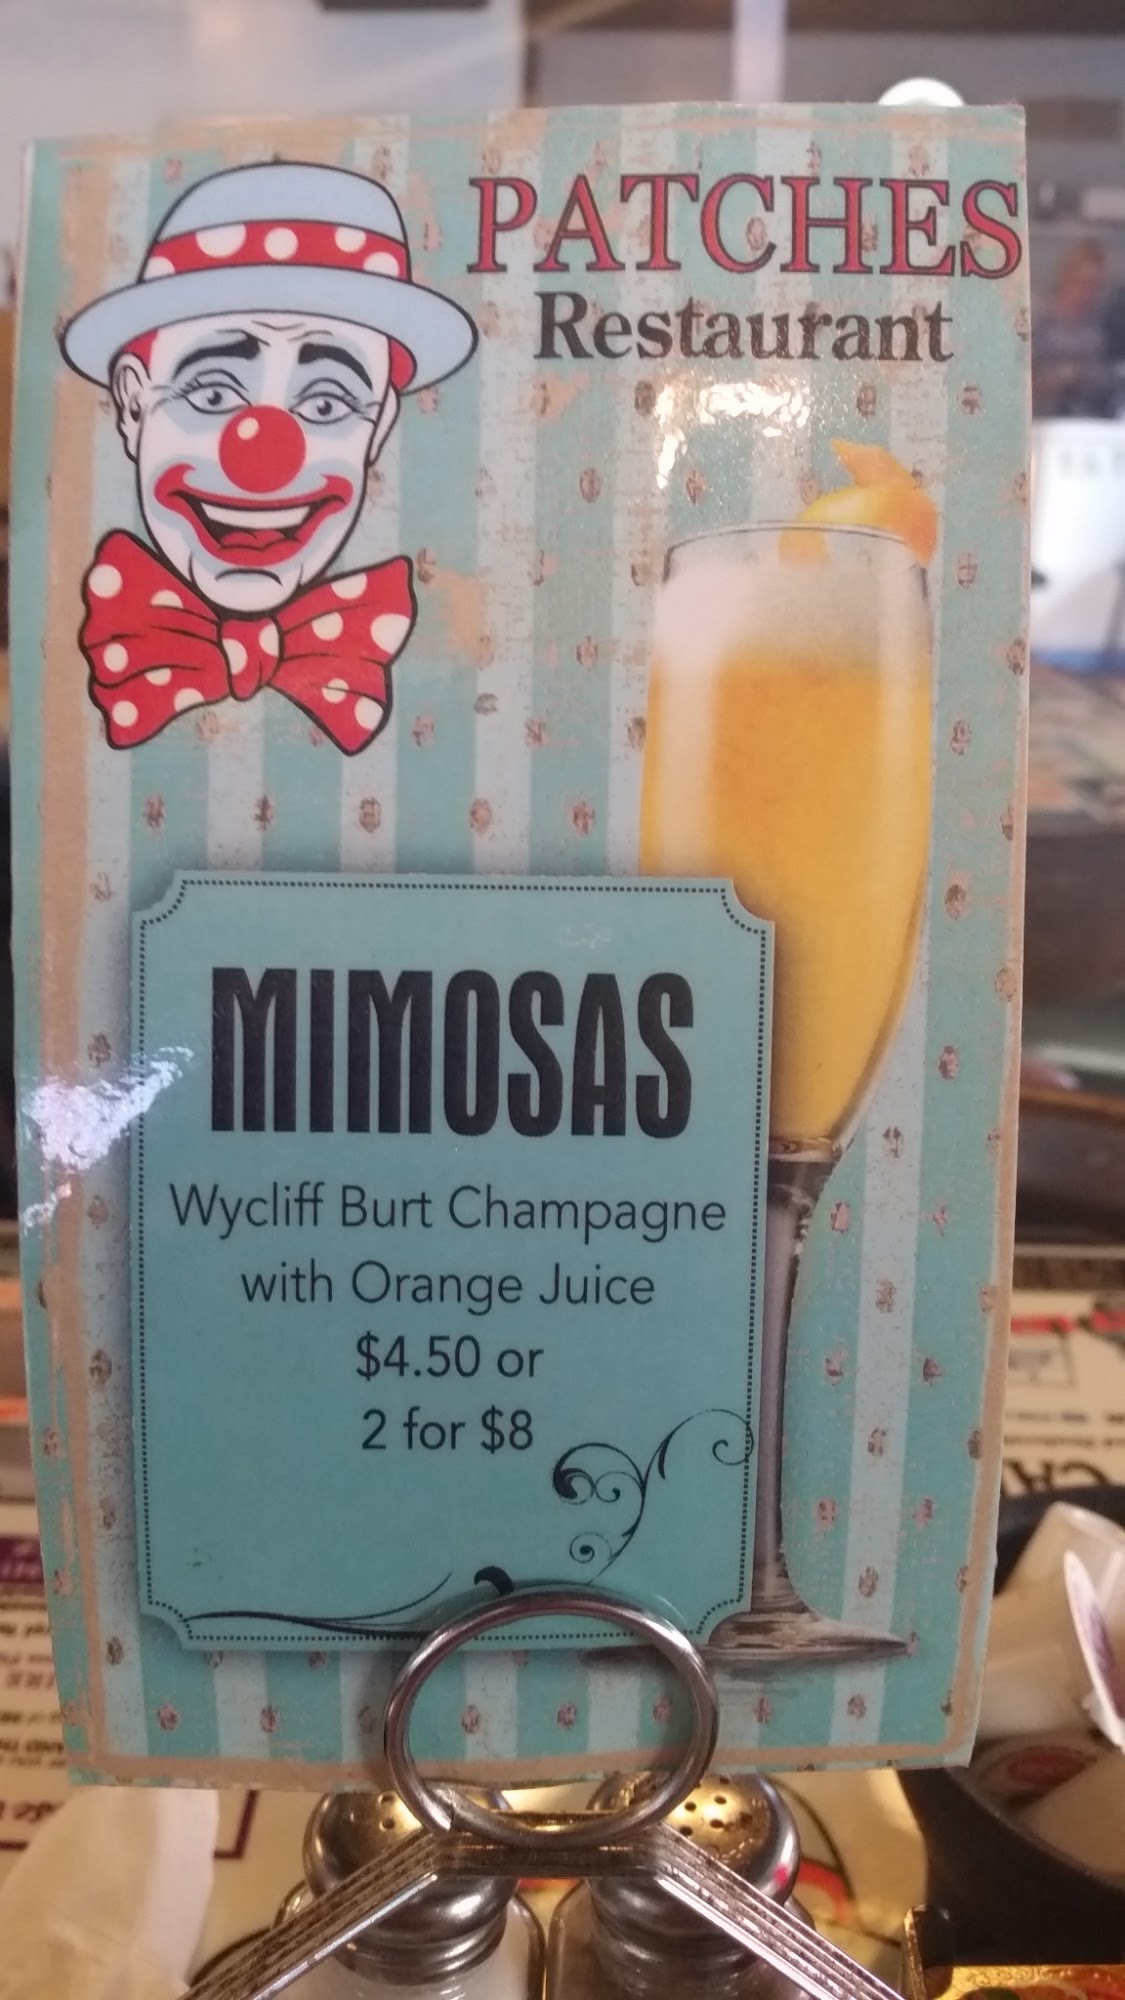 PATCHES
Restaurant
MIMOSAS
Wycliff Burt Champagne
with Orange Juice
$4.50 or
2 for $8